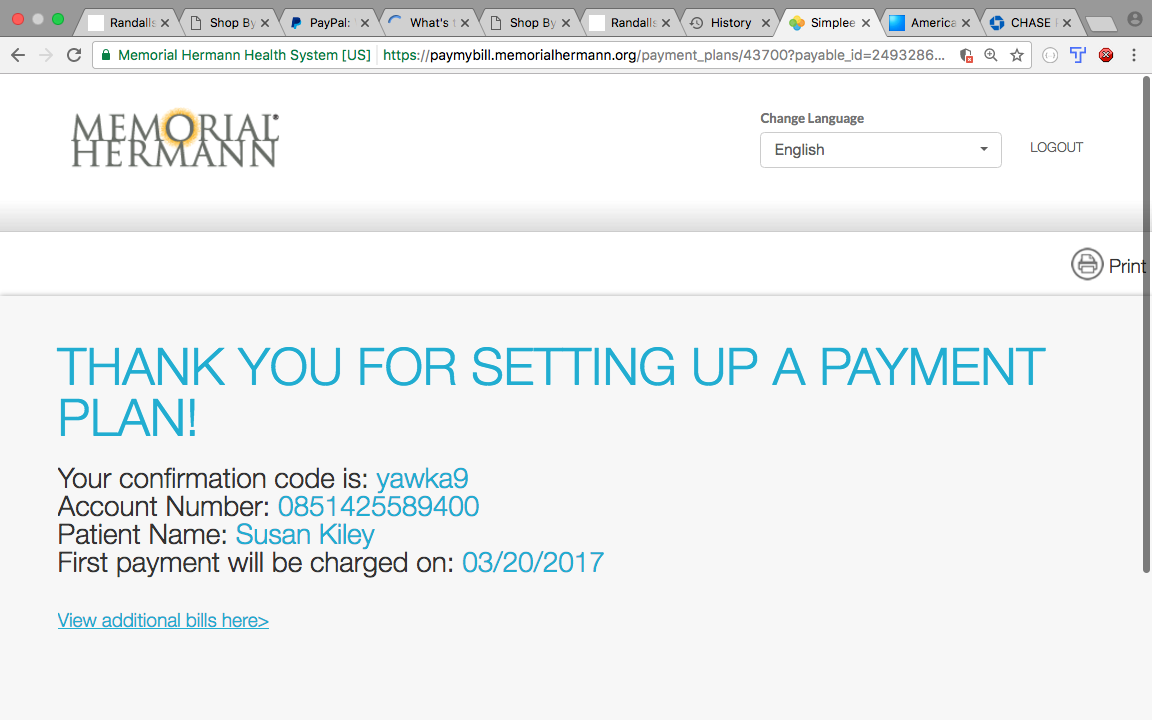 Randalls
Shop By
PayPal:
What's
Shop By
Randalls
History
Simplee
America
CHASE
Memorial Hermann Health System [US]
https://paymybill.memorialhermann.org/payment_plans/43700?payable_id=2493286...
MEMORIAL
HERMANN
Change Language
English
LOGOUT
Print
THANK YOU FOR SETTING UP A PAYMENT
PLAN!
Your confirmation code is: yawka9
Account Number: 0851425589400
Patient Name: Susan Kiley
First payment will be charged on: 03/20/2017
View additional bills here>